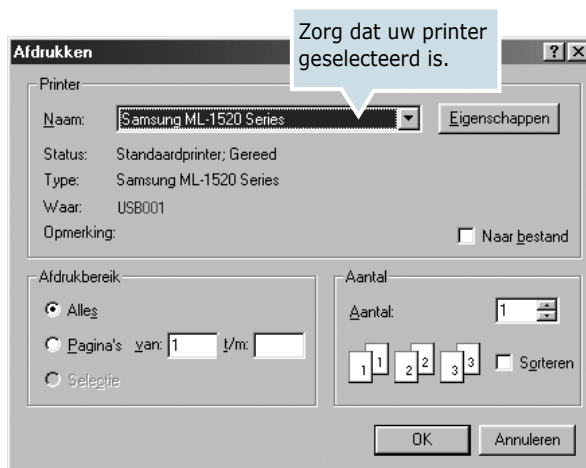 Zorg dat uw printer
geselecteerd is.
Afdrukken
Printer
Naam: Samsung ML-1520 Series Eigenschappen
Status: Standaardprinter; Gereed
Type: Samsung ML-1520 Series
Waar: USB001
Opmerking: Naar bestand
Afdrukbereik
Alles
Pagina's van: 1 t/m:
Selectie
Aantal
Aantal: 1
1 1 2 2 3 3 Sorteren
OK Annuleren